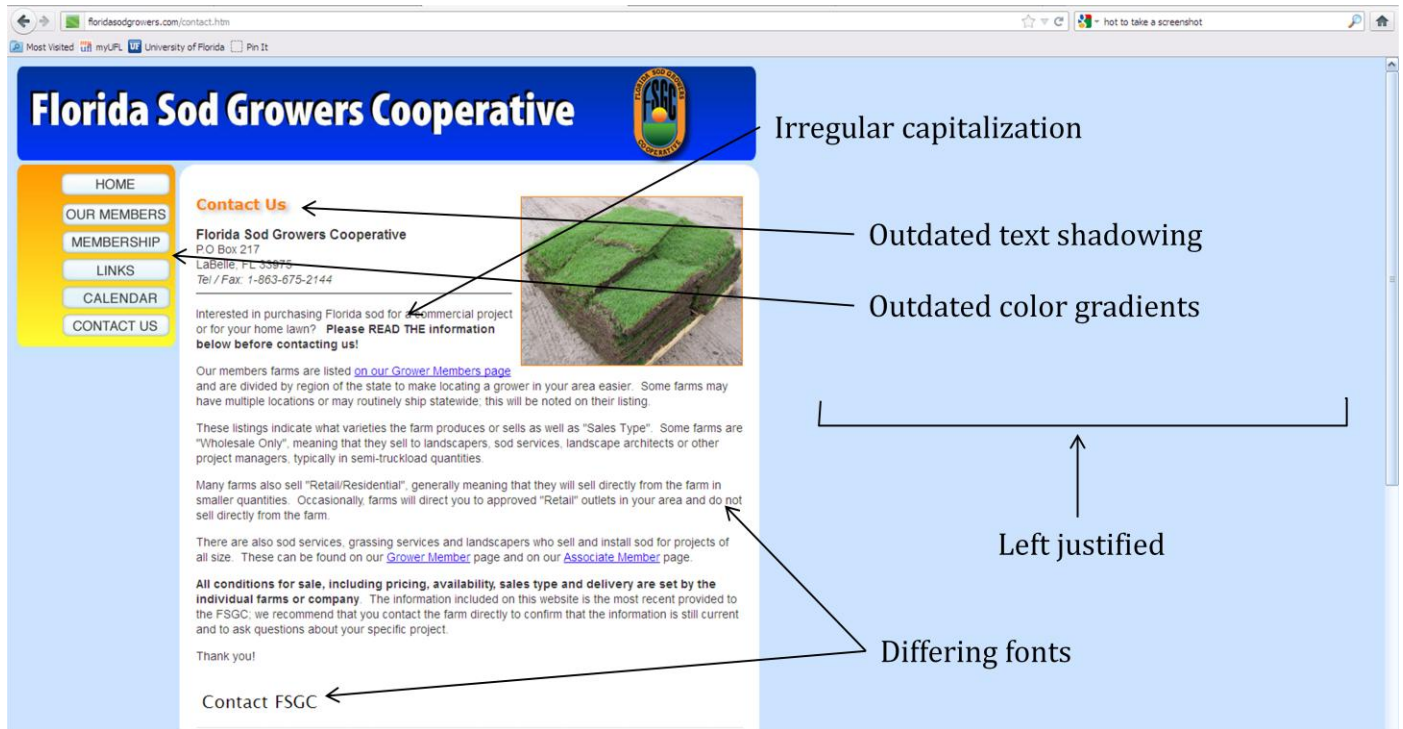 floridasodgrowers.com/contact.htm
hot to take a screenshot
Most Visited myUFL UF University of Florida Pin It
Florida Sod Growers Cooperative
FLORIDA SOD GROWERS
FSGC
COOPERATIVE
Irregular capitalization
HOME
OUR MEMBERS
MEMBERSHIP
LINKS
CALENDAR
CONTACT US
Contact Us
Florida Sod Growers Cooperative
P.O Box 217
LaBelle, FL 33975
Tel / Fax: 1-863-675-2144
Outdated text shadowing
Outdated color gradients
Interested in purchasing Florida sod for a commercial project
or for your home lawn? Please READ THE information
below before contacting us!
Our members farms are listed on our Grower Members page
and are divided by region of the state to make locating a grower in your area easier. Some farms may
have multiple locations or may routinely ship statewide; this will be noted on their listing.
These listings indicate what varieties the farm produces or sells as well as "Sales Type". Some farms are
"Wholesale Only", meaning that they sell to landscapers, sod services, landscape architects or other
project managers, typically in semi-truckload quantities.
Many farms also sell "Retail/Residential", generally meaning that they will sell directly from the farm in
smaller quantities. Occasionally, farms will direct you to approved "Retail" outlets in your area and do not
sell directly from the farm.
Left justified
There are also sod services, grassing services and landscapers who sell and install sod for projects of
all size. These can be found on our Grower Member page and on our Associate Member page.
All conditions for sale, including pricing, availability, sales type and delivery are set by the
individual farms or company. The information included on this website is the most recent provided to
the FSGC; we recommend that you contact the farm directly to confirm that the information is still current
and to ask questions about your specific project.
Differing fonts
Thank you!
Contact FSGC